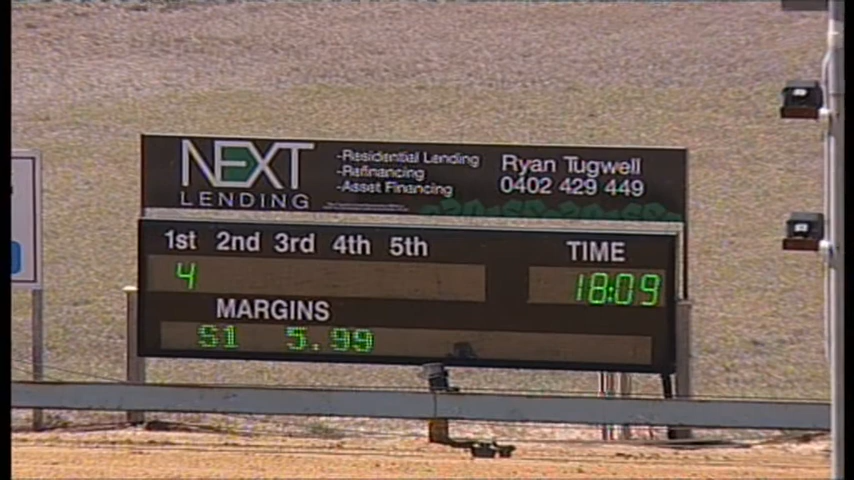 NEXT
LENDING
-Residential Lending
-Refinancing
-Asset Financing
Ryan Tugwell
0402 429 449
1st 2nd 3rd 4th 5th
TIME
4
18:09
MARGINS
S1 5.99